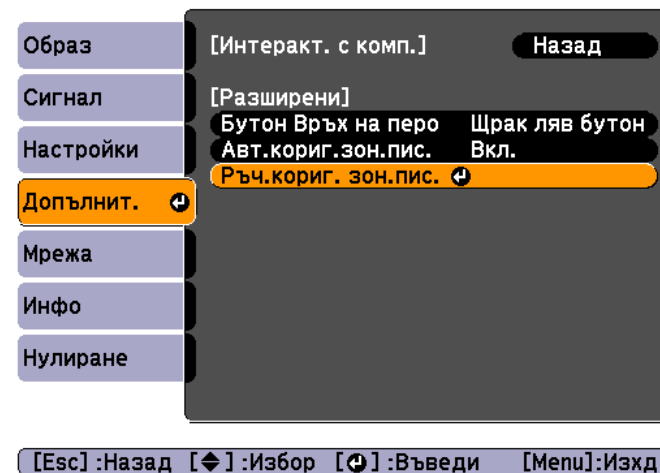 Образ
Сигнал
Настройки
Допълнит.
Мрежа
Инфо
Нулиране
[Интеракт. с комп.] Назад
[Разширени]
Бутон Връх на перо Щрак ляв бутон
Авт.кориг.зон.пис. Вкл.
Ръч.кориг. зон.пис.
[Esc] :Назад [◆] :Избор [⏎] :Въведи [Menu]:Изхд